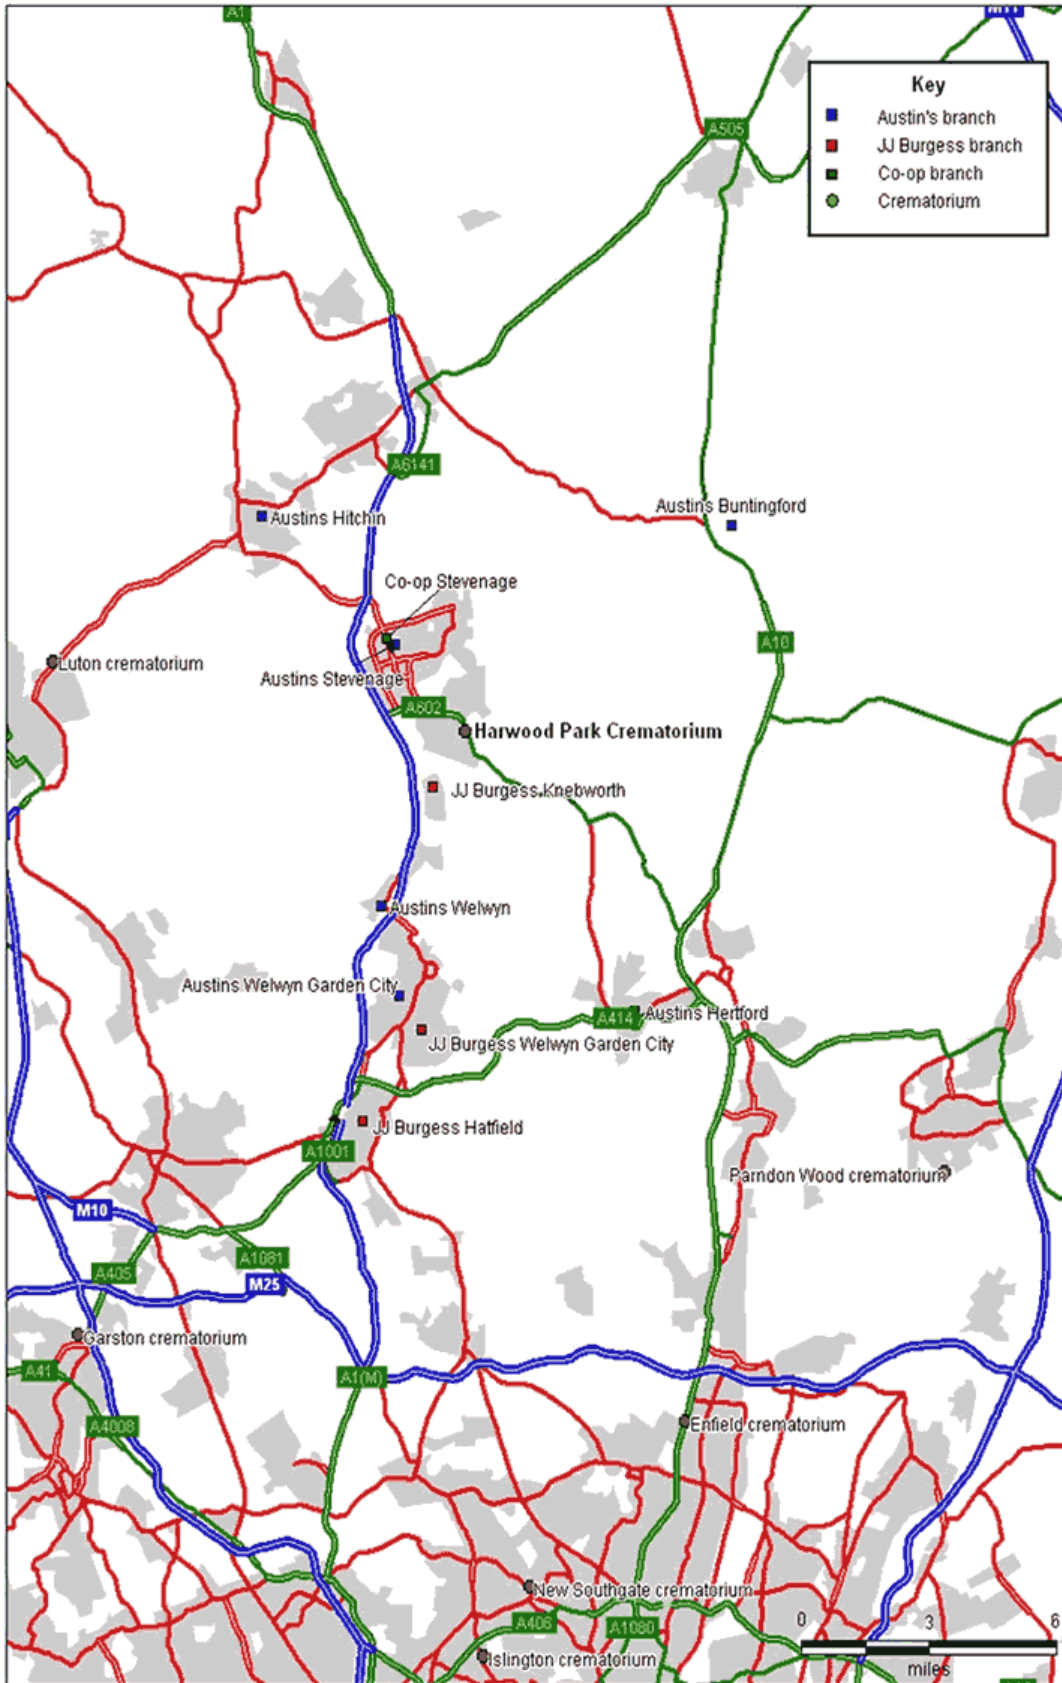 A1
M11
A505
Key
Austin's branch
JJ Burgess branch
Co-op branch
Crematorium
A6141
Austins Buntingford
Austins Hitchin
Co-op Stevenage
A10
Luton crematorium
Austins Stevenage
A602
Harwood Park Crematorium
JJ Burgess Knebworth
Austins Welwyn
Austins Welwyn Garden City
A414
Austins Hertford
JJ Burgess Welwyn Garden City
JJ Burgess Hatfield
A1001
Parndon Wood crematorium
M10
A1081
A405
M25
Garston crematorium
A41
A1(M)
A4008
Enfield crematorium
New Southgate crematorium
A406
A1080
0 3 6
miles
Islington crematorium